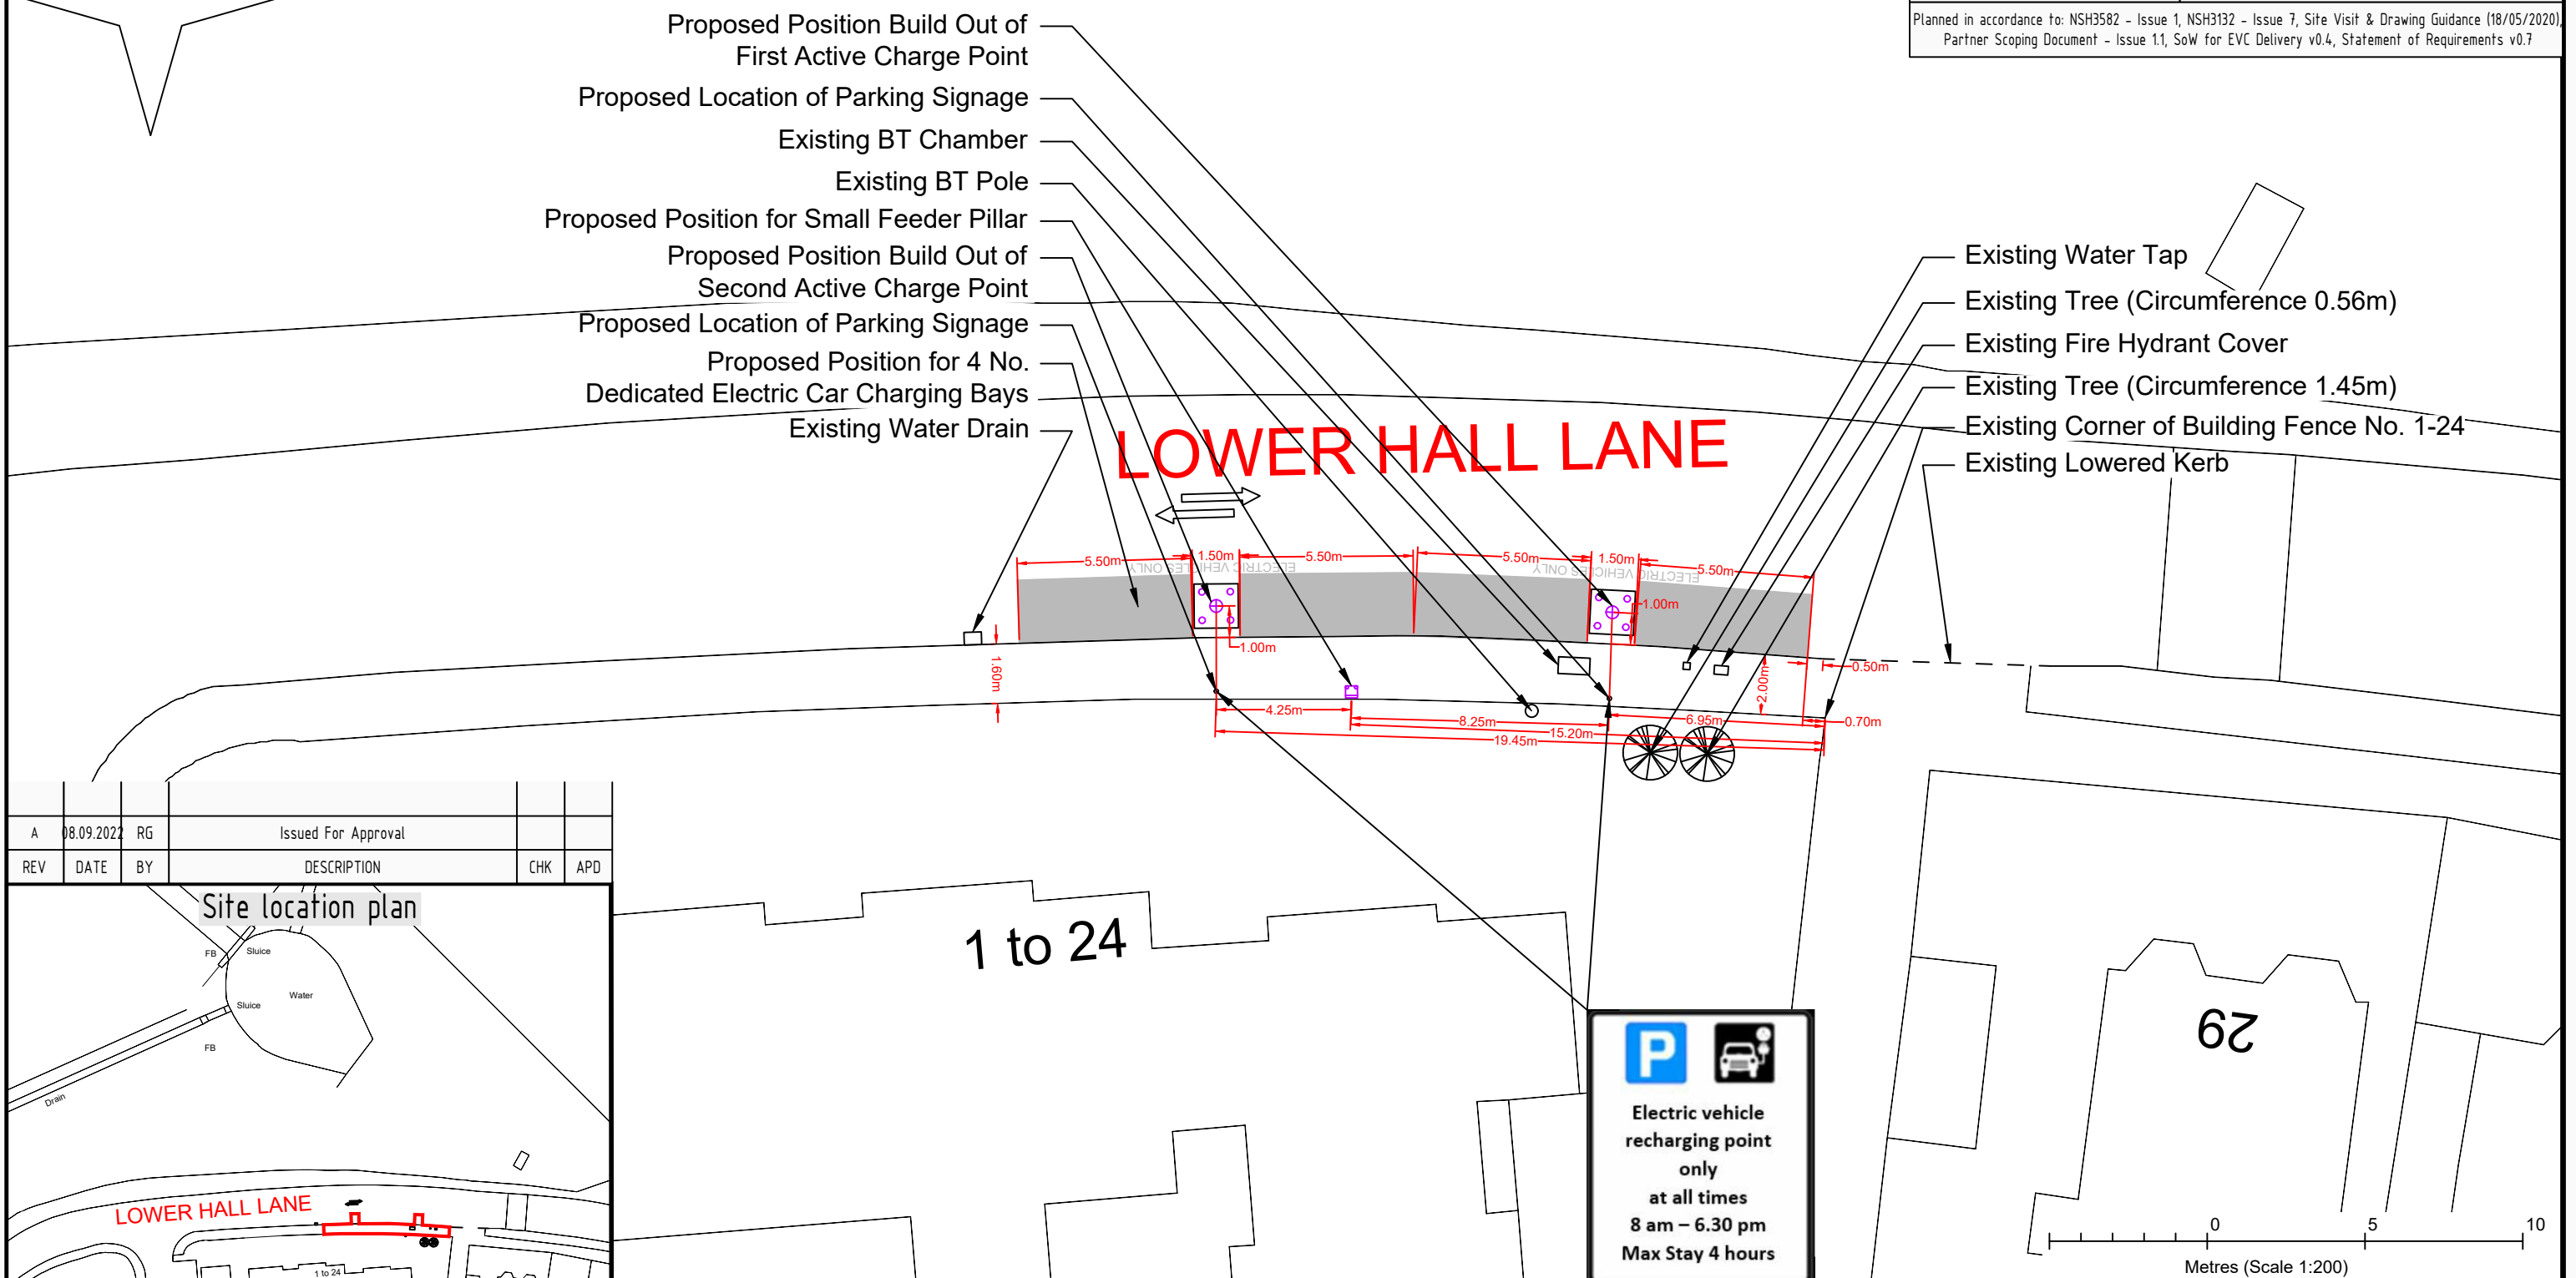 Planned in accordance to: NSH3582 - Issue 1, NSH3132 - Issue 7, Site Visit & Drawing Guidance (18/05/2020),
Partner Scoping Document - Issue 1.1, SoW for EVC Delivery v0.4, Statement of Requirements v0.7
Proposed Position Build Out of
First Active Charge Point
Proposed Location of Parking Signage
Existing BT Chamber
Existing BT Pole
Proposed Position for Small Feeder Pillar
Proposed Position Build Out of
Second Active Charge Point
Proposed Location of Parking Signage
Proposed Position for 4 No.
Dedicated Electric Car Charging Bays
Existing Water Drain
Existing Water Tap
Existing Tree (Circumference 0.56m)
Existing Fire Hydrant Cover
Existing Tree (Circumference 1.45m)
Existing Corner of Building Fence No. 1-24
Existing Lowered Kerb
LOWER HALL LANE
5.50m
1.50m
5.50m
5.50m
1.50m
5.50m
ELECTRIC VEHICLES ONLY
ELECTRIC VEHICLES ONLY
1.00m
1.00m
1.60m
2.00m
0.50m
4.25m
8.25m
6.95m
0.70m
15.20m
19.45m
A 08.09.2022 RG Issued For Approval
REV DATE BY DESCRIPTION CHK APD
Site location plan
FB
Sluice
Water
Sluice
FB
Drain
LOWER HALL LANE
1 to 24
1 to 24
29
P
Electric vehicle
recharging point
only
at all times
8 am – 6.30 pm
Max Stay 4 hours
0 5 10
Metres (Scale 1:200)